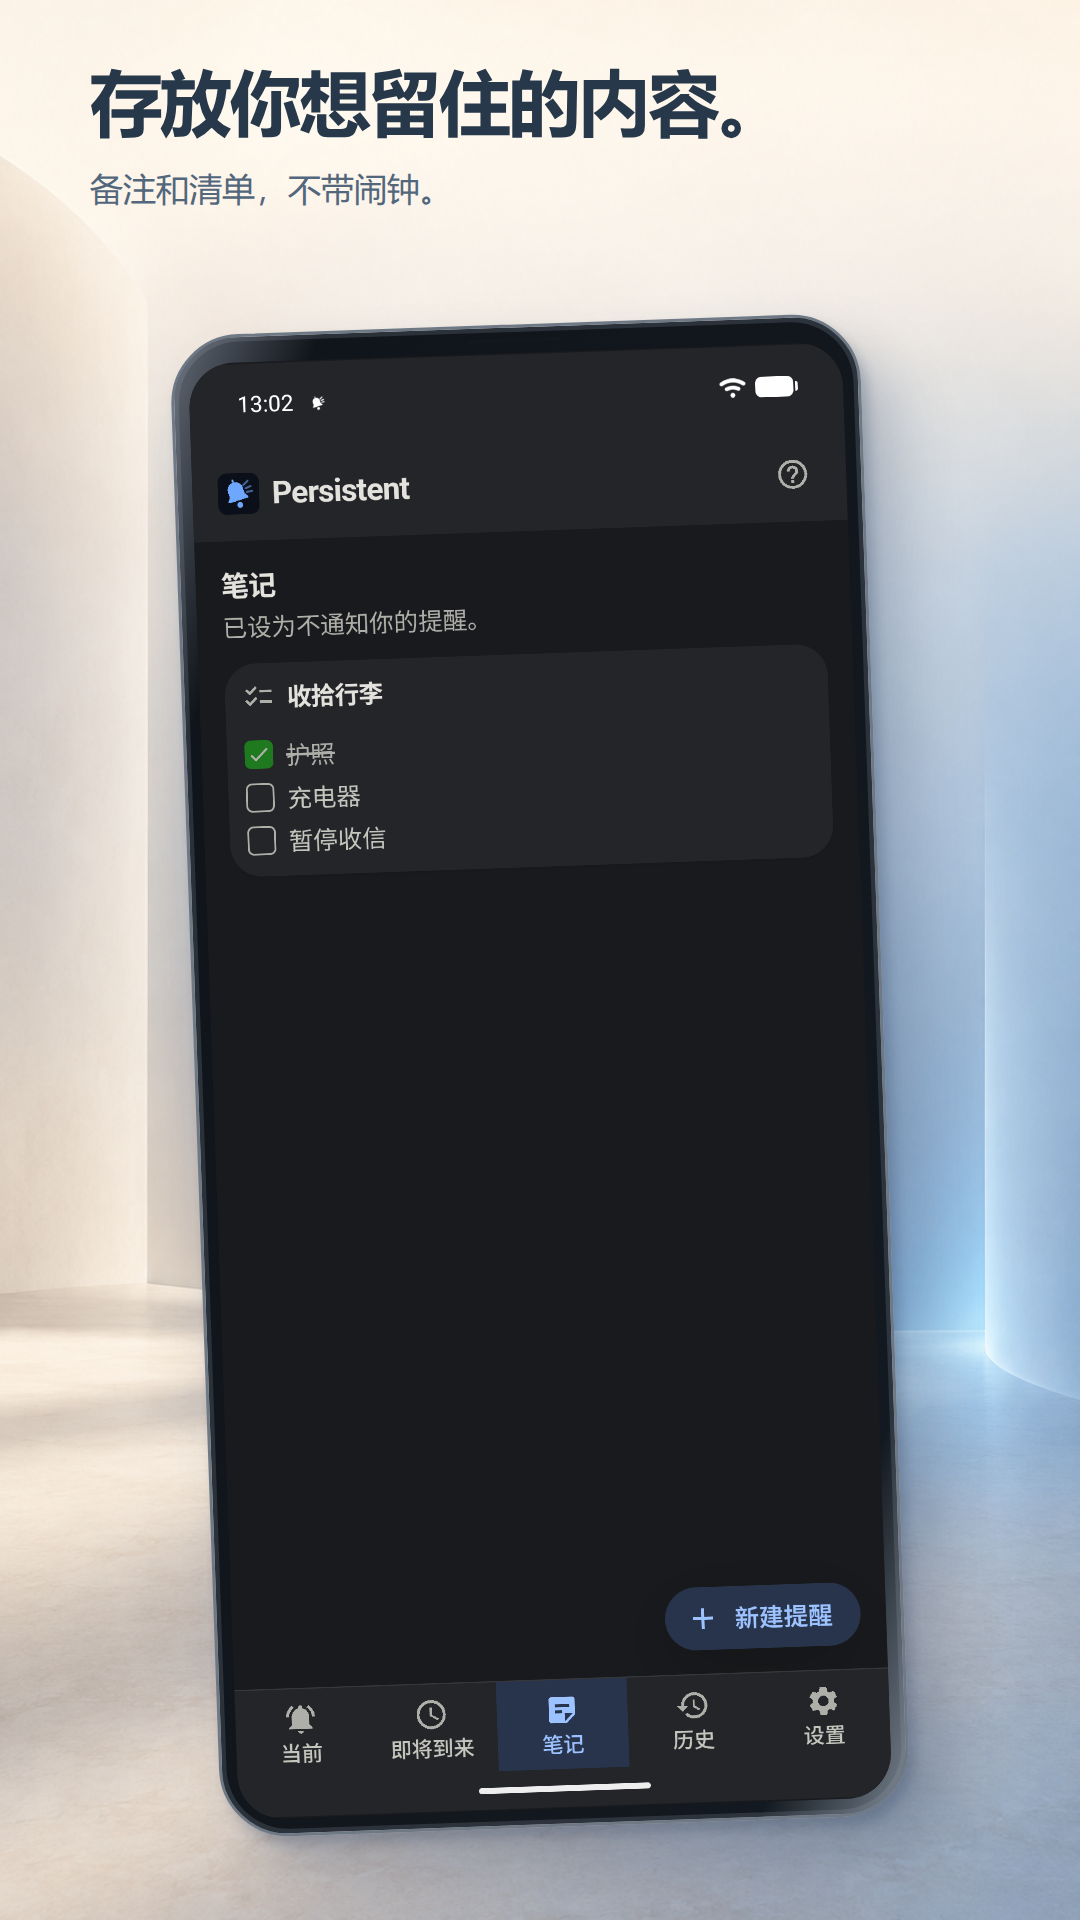 存放你想留住的内容。
备注和清单，不带闹钟。
13:02
Persistent
笔记
已设为不通知你的提醒。
收拾行李
护照
充电器
暂停收信
新建提醒
当前
即将到来
笔记
历史
设置